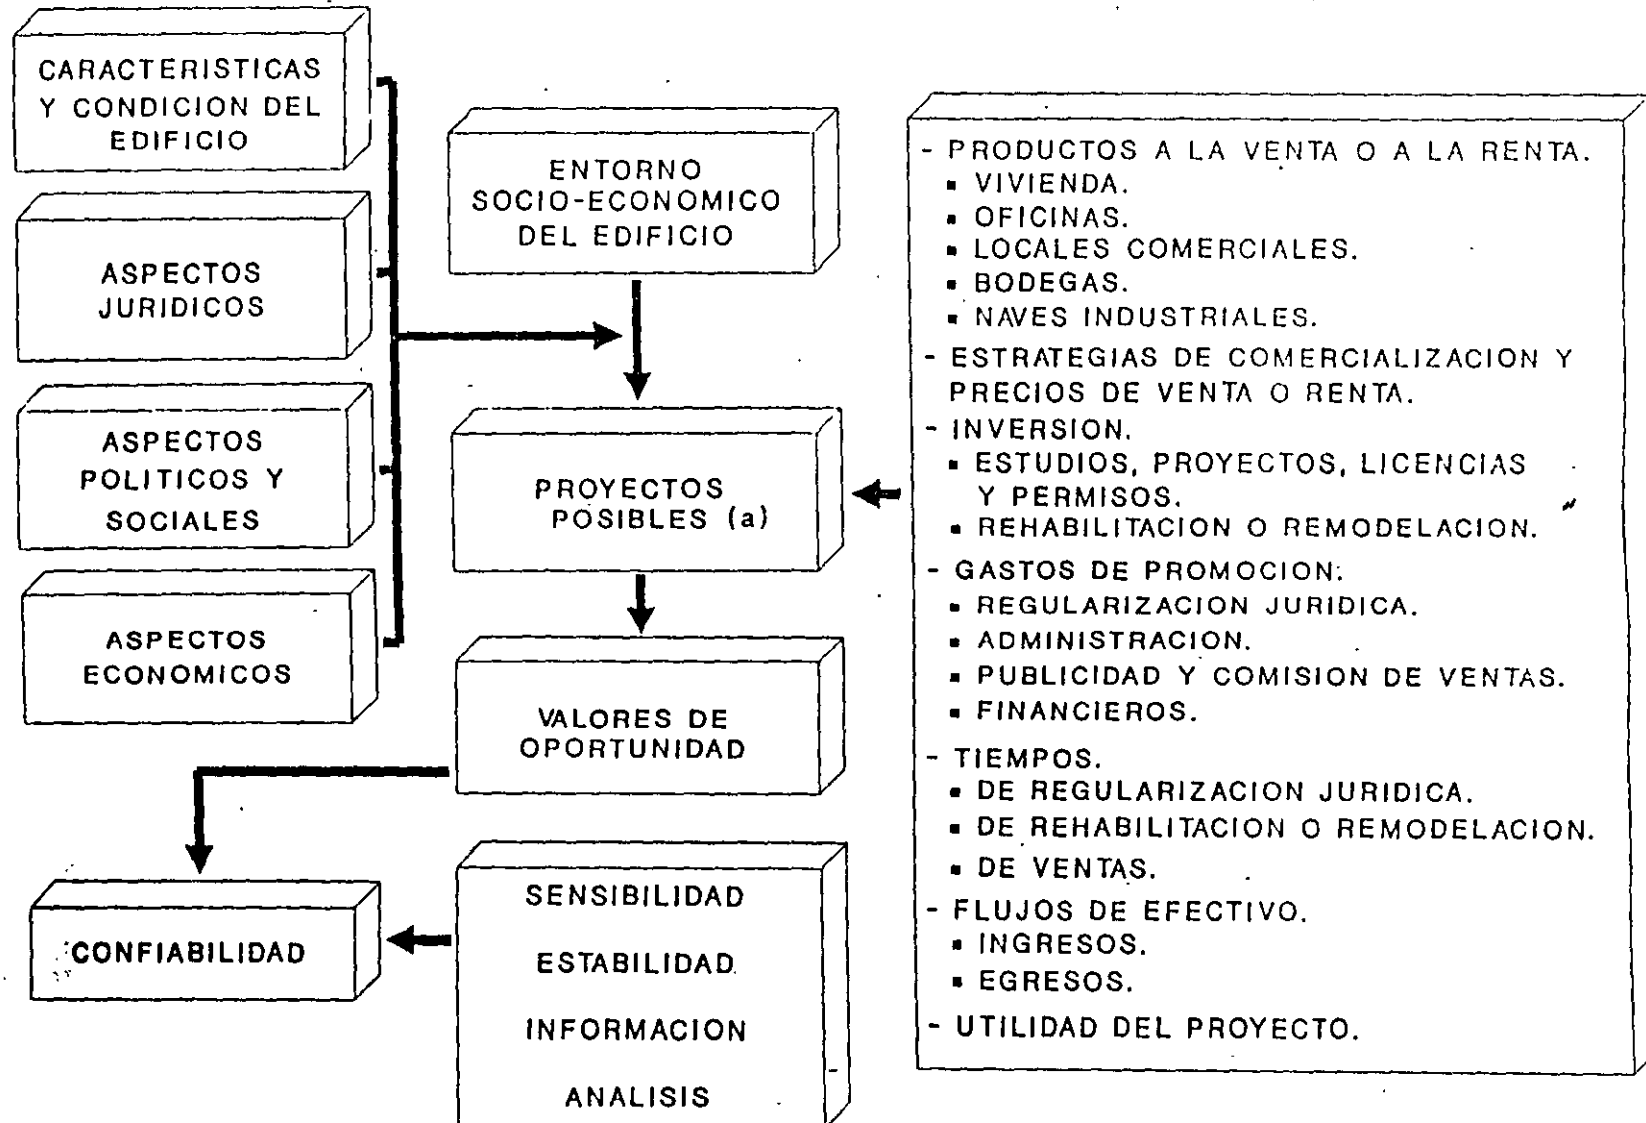 CARACTERISTICAS
Y CONDICION DEL
EDIFICIO
ASPECTOS
JURIDICOS
ASPECTOS
POLITICOS Y
SOCIALES
ASPECTOS
ECONOMICOS
ENTORNO
SOCIO-ECONOMICO
DEL EDIFICIO
PROYECTOS
POSIBLES (a)
VALORES DE
OPORTUNIDAD
CONFIABILIDAD
SENSIBILIDAD
ESTABILIDAD
INFORMACION
ANALISIS
- PRODUCTOS A LA VENTA O A LA RENTA.
▪ VIVIENDA.
▪ OFICINAS.
▪ LOCALES COMERCIALES.
▪ BODEGAS.
▪ NAVES INDUSTRIALES.
- ESTRATEGIAS DE COMERCIALIZACION Y
PRECIOS DE VENTA O RENTA.
- INVERSION.
▪ ESTUDIOS, PROYECTOS, LICENCIAS
Y PERMISOS.
▪ REHABILITACION O REMODELACION.
- GASTOS DE PROMOCION:
▪ REGULARIZACION JURIDICA.
▪ ADMINISTRACION.
▪ PUBLICIDAD Y COMISION DE VENTAS.
▪ FINANCIEROS.
- TIEMPOS.
▪ DE REGULARIZACION JURIDICA.
▪ DE REHABILITACION O REMODELACION.
▪ DE VENTAS.
- FLUJOS DE EFECTIVO.
▪ INGRESOS.
▪ EGRESOS.
- UTILIDAD DEL PROYECTO.